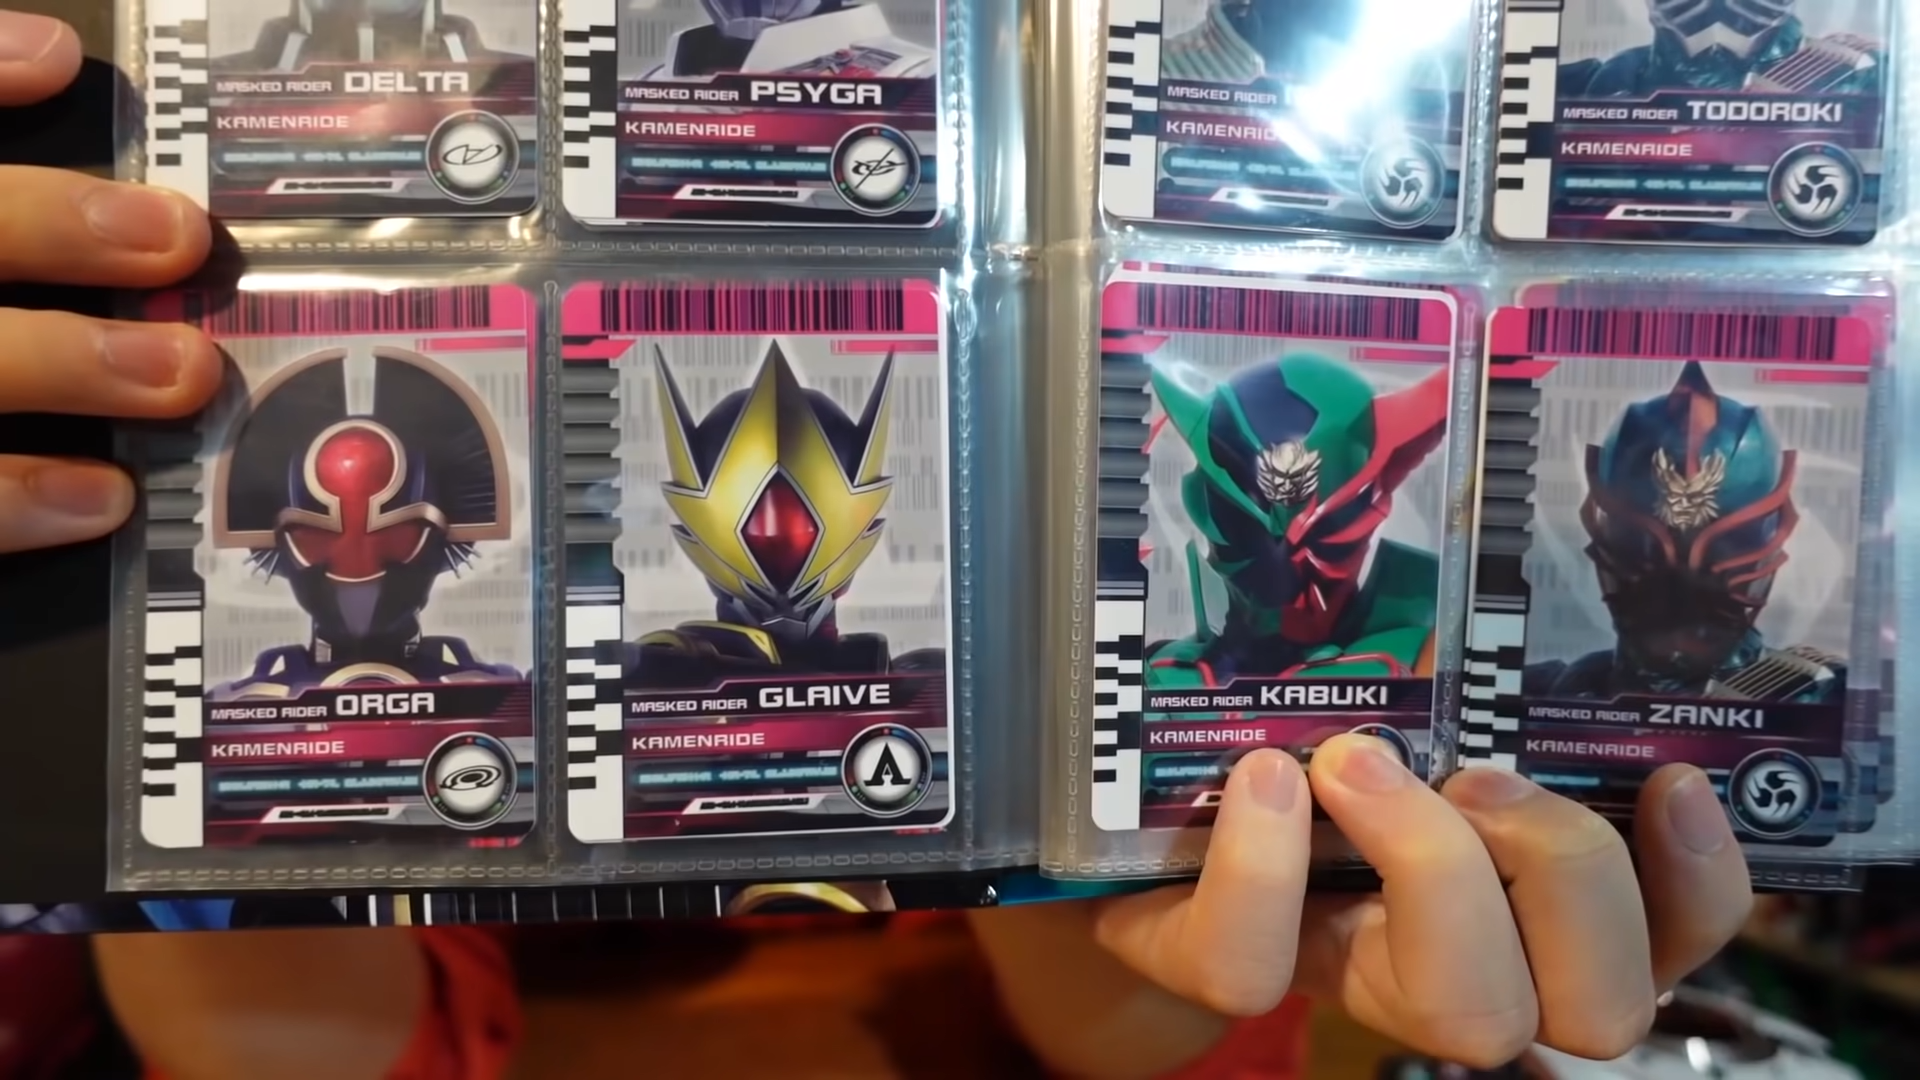 MASKED RIDER DELTA
KAMENRIDE
MASKED RIDER PSYGA
KAMENRIDE
MASKED RIDER
KAMENRIDE
MASKED RIDER TODOROKI
KAMENRIDE
MASKED RIDER ORGA
KAMENRIDE
MASKED RIDER GLAIVE
KAMENRIDE
MASKED RIDER KABUKI
KAMENRIDE
MASKED RIDER ZANKI
KAMENRIDE